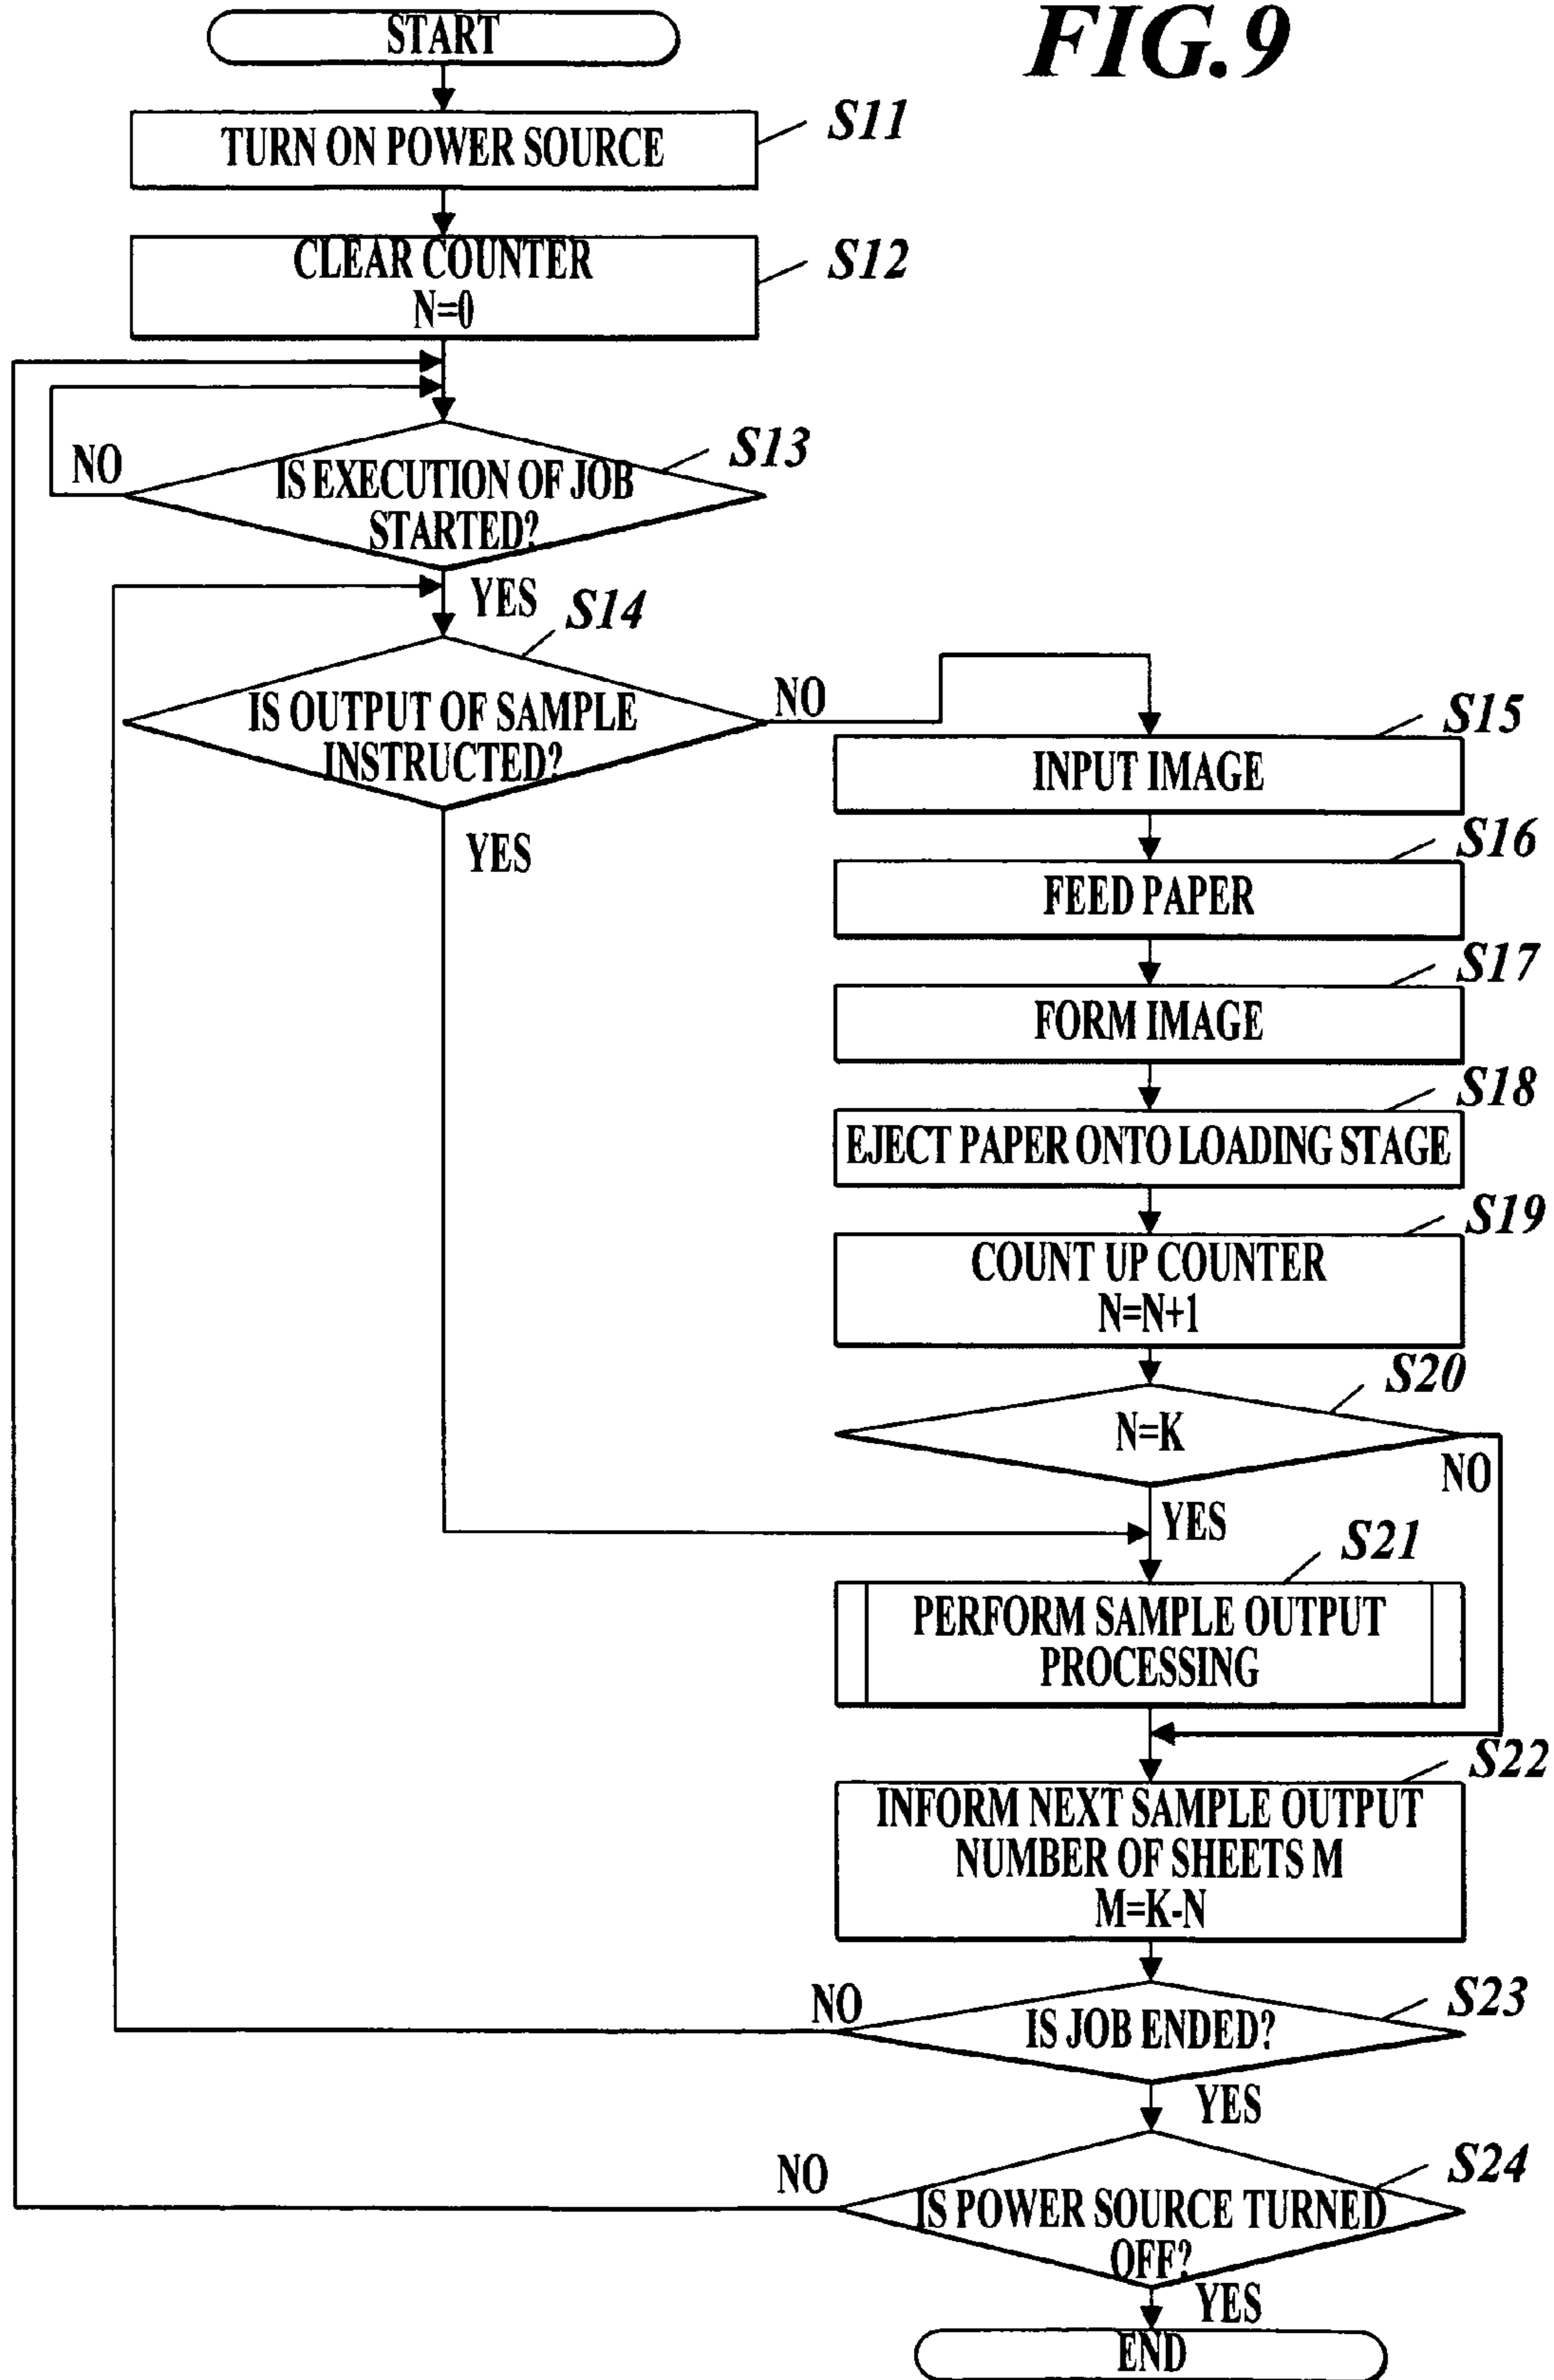 FIG.9
START
TURN ON POWER SOURCE
S11
CLEAR COUNTER
N=0
S12
IS EXECUTION OF JOB
STARTED?
S13
NO
YES
IS OUTPUT OF SAMPLE
INSTRUCTED?
S14
NO
YES
INPUT IMAGE
S15
FEED PAPER
S16
FORM IMAGE
S17
EJECT PAPER ONTO LOADING STAGE
S18
COUNT UP COUNTER
N=N+1
S19
N=K
S20
NO
YES
PERFORM SAMPLE OUTPUT
PROCESSING
S21
INFORM NEXT SAMPLE OUTPUT
NUMBER OF SHEETS M
M=K-N
S22
IS JOB ENDED?
S23
NO
YES
IS POWER SOURCE TURNED
OFF?
S24
NO
YES
END